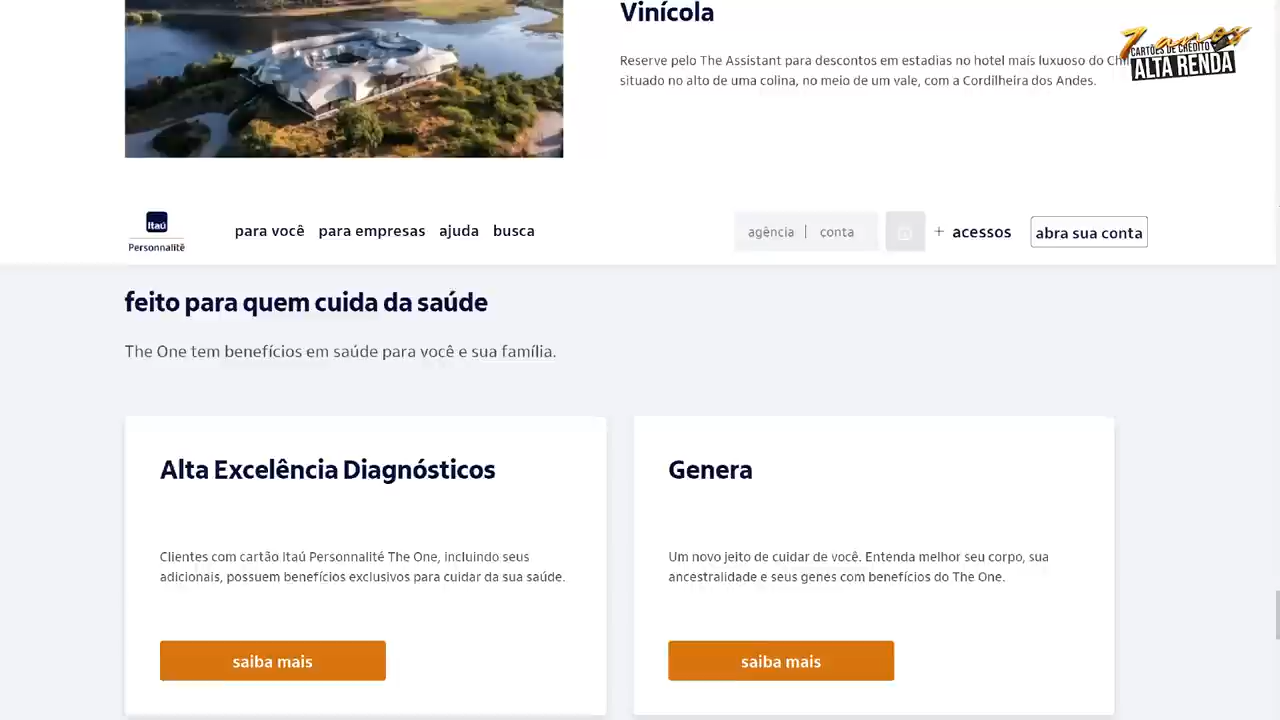 Vinícola
Reserve pelo The Assistant para descontos em estadias no hotel mais luxuoso do
situado no alto de uma colina, no meio de um vale, com a Cordilheira dos Andes.
7 anos
CARTÕES DE CRÉDITO
ALTA RENDA
Itaú
Personnalité
para você para empresas ajuda busca
agência | conta
+ acessos
abra sua conta
feito para quem cuida da saúde
The One tem benefícios em saúde para você e sua família.
Alta Excelência Diagnósticos
Clientes com cartão Itaú Personnalité The One, incluindo seus
adicionais, possuem benefícios exclusivos para cuidar da sua saúde.
saiba mais
Genera
Um novo jeito de cuidar de você. Entenda melhor seu corpo, sua
ancestralidade e seus genes com benefícios do The One.
saiba mais